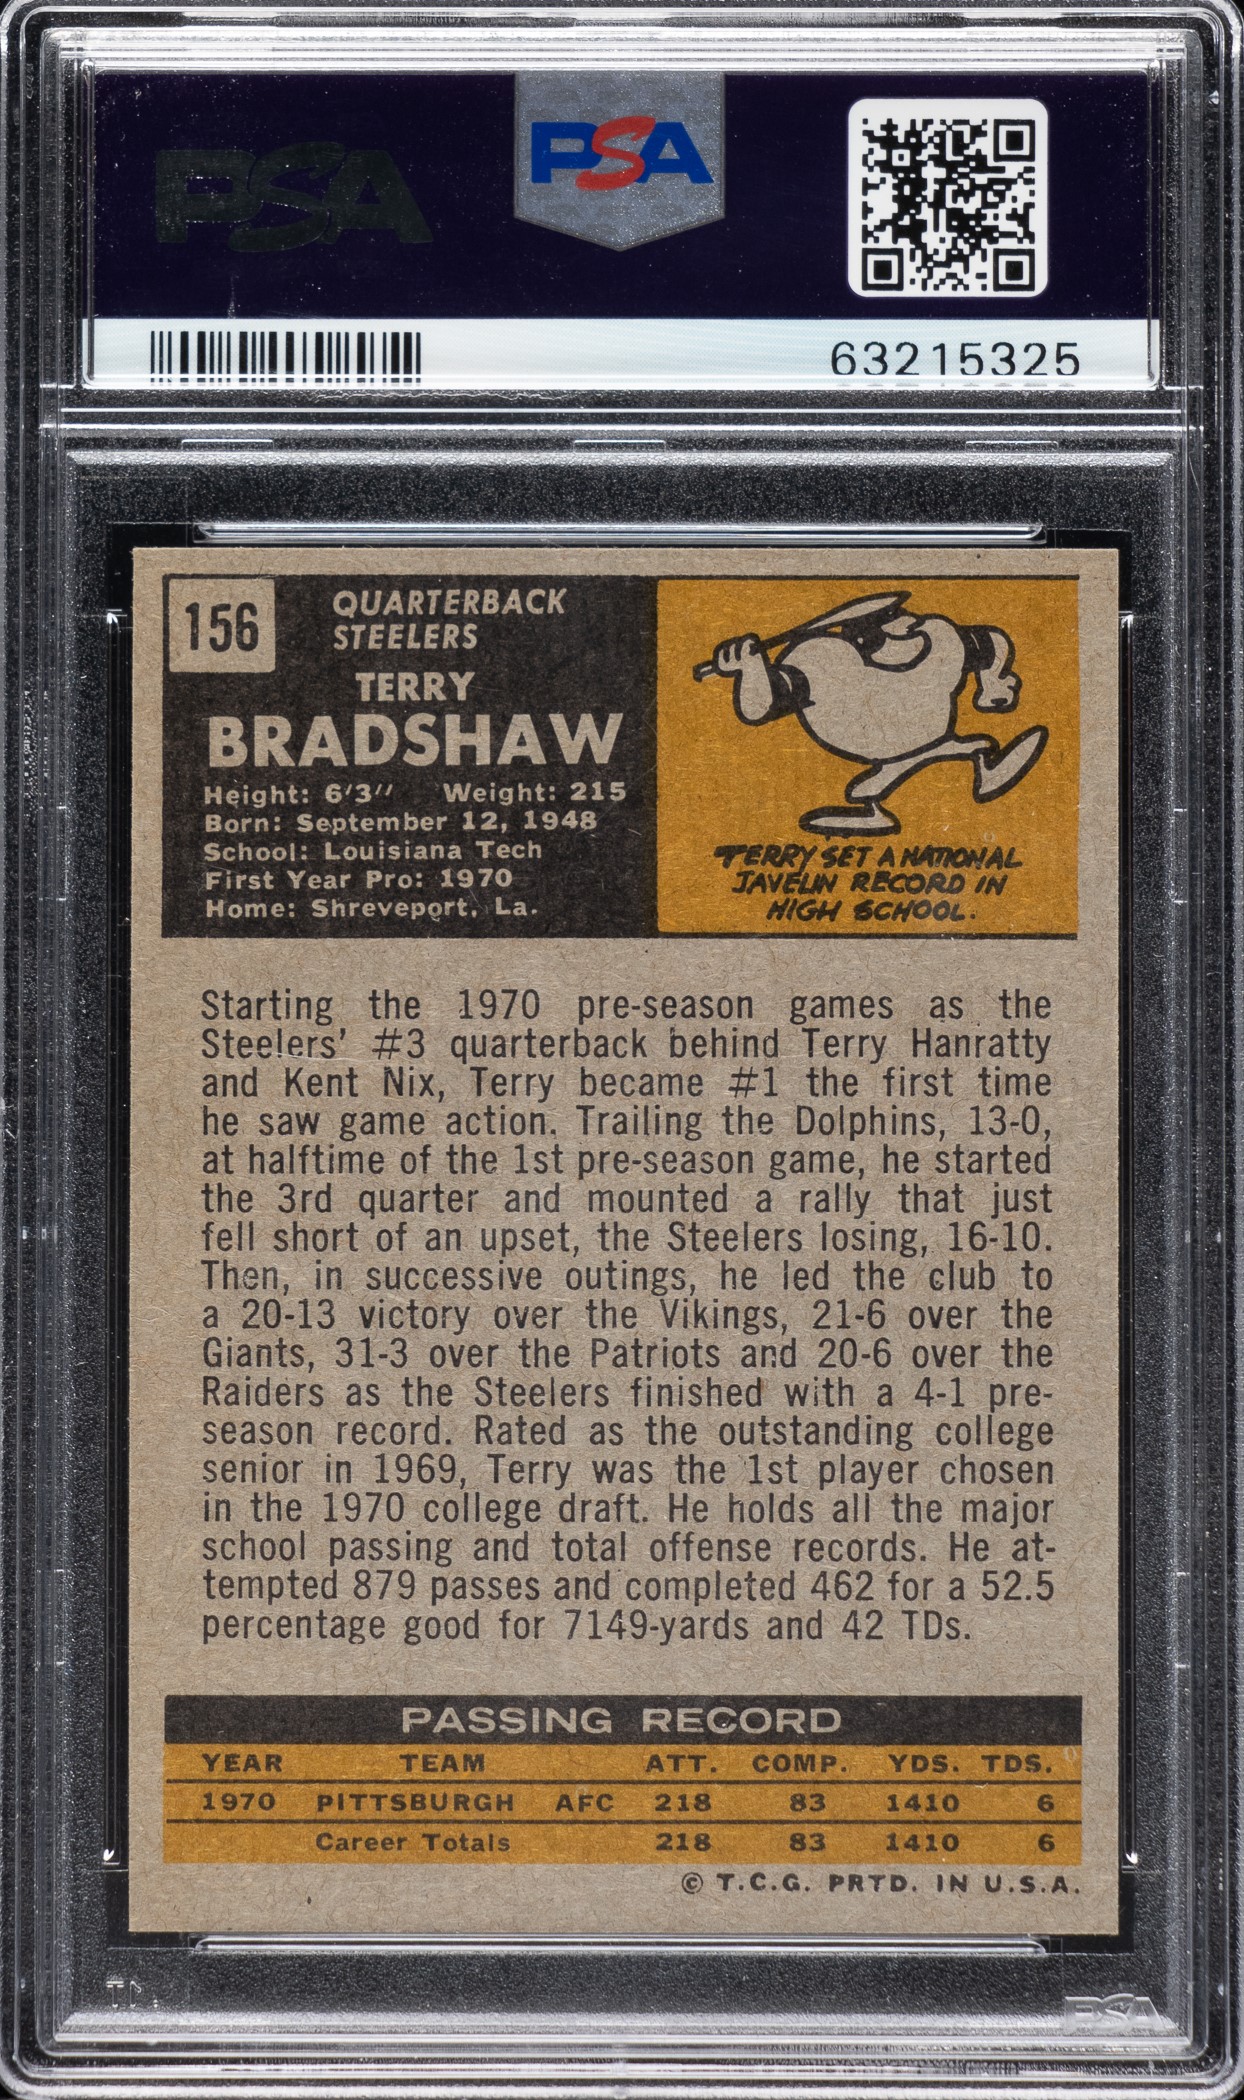 PSA
PSA
63215325
156
QUARTERBACK
STEELERS
TERRY
BRADSHAW
Height: 6'3" Weight: 215
Born: September 12, 1948
School: Louisiana Tech
First Year Pro: 1970
Home: Shreveport, La.
TERRY SET A NATIONAL
JAVELIN RECORD IN
HIGH SCHOOL.
Starting the 1970 pre-season games as the
Steelers' #3 quarterback behind Terry Hanratty
and Kent Nix, Terry became #1 the first time
he saw game action. Trailing the Dolphins, 13-0,
at halftime of the 1st pre-season game, he started
the 3rd quarter and mounted a rally that just
fell short of an upset, the Steelers losing, 16-10.
Then, in successive outings, he led the club to
a 20-13 victory over the Vikings, 21-6 over the
Giants, 31-3 over the Patriots and 20-6 over the
Raiders as the Steelers finished with a 4-1 pre-
season record. Rated as the outstanding college
senior in 1969, Terry was the 1st player chosen
in the 1970 college draft. He holds all the major
school passing and total offense records. He at-
tempted 879 passes and completed 462 for a 52.5
percentage good for 7149-yards and 42 TDs.
PASSING RECORD
YEAR TEAM ATT. COMP. YDS. TDS.
1970 PITTSBURGH AFC 218 83 1410 6
Career Totals 218 83 1410 6
© T.C.G. PRTD. IN U.S.A.
PSA